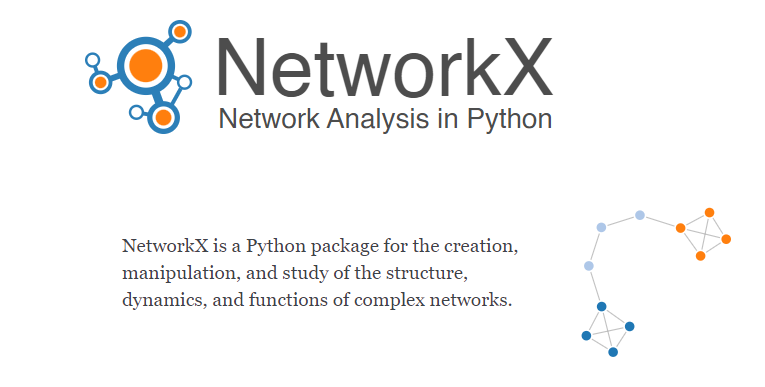 NetworkX
Network Analysis in Python
NetworkX is a Python package for the creation,
manipulation, and study of the structure,
dynamics, and functions of complex networks.